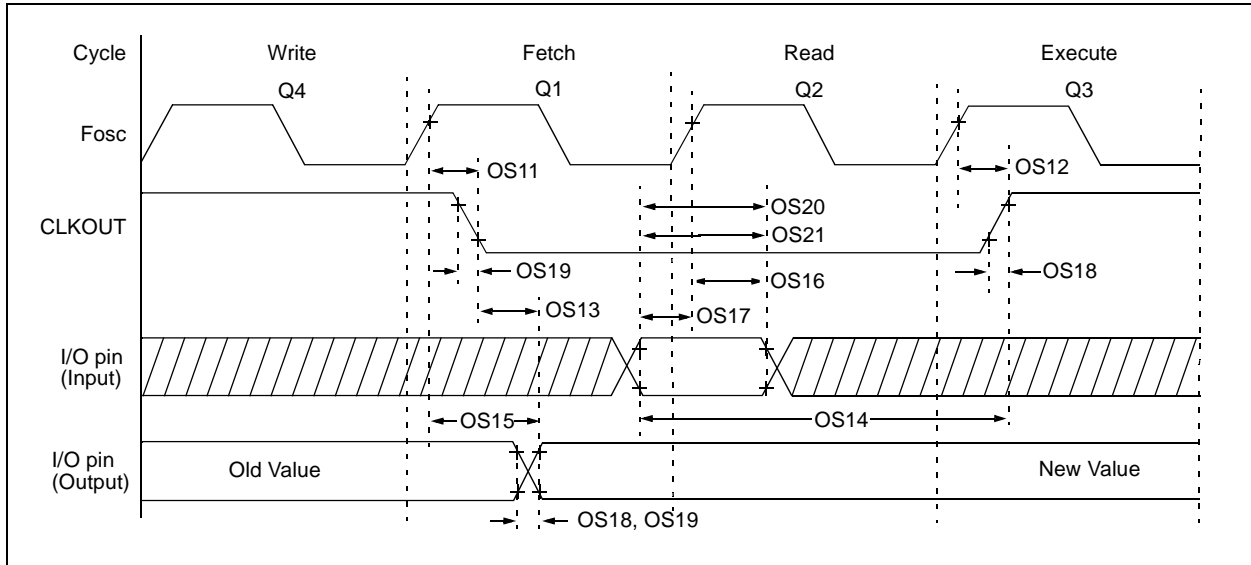 Cycle Write Fetch Read Execute
Q4 Q1 Q2 Q3
Fosc
OS11 OS12
OS20
CLKOUT OS21
OS19 OS16 OS18
OS13 OS17
I/O pin
(Input)
OS15 OS14
I/O pin
(Output)
Old Value New Value
OS18, OS19